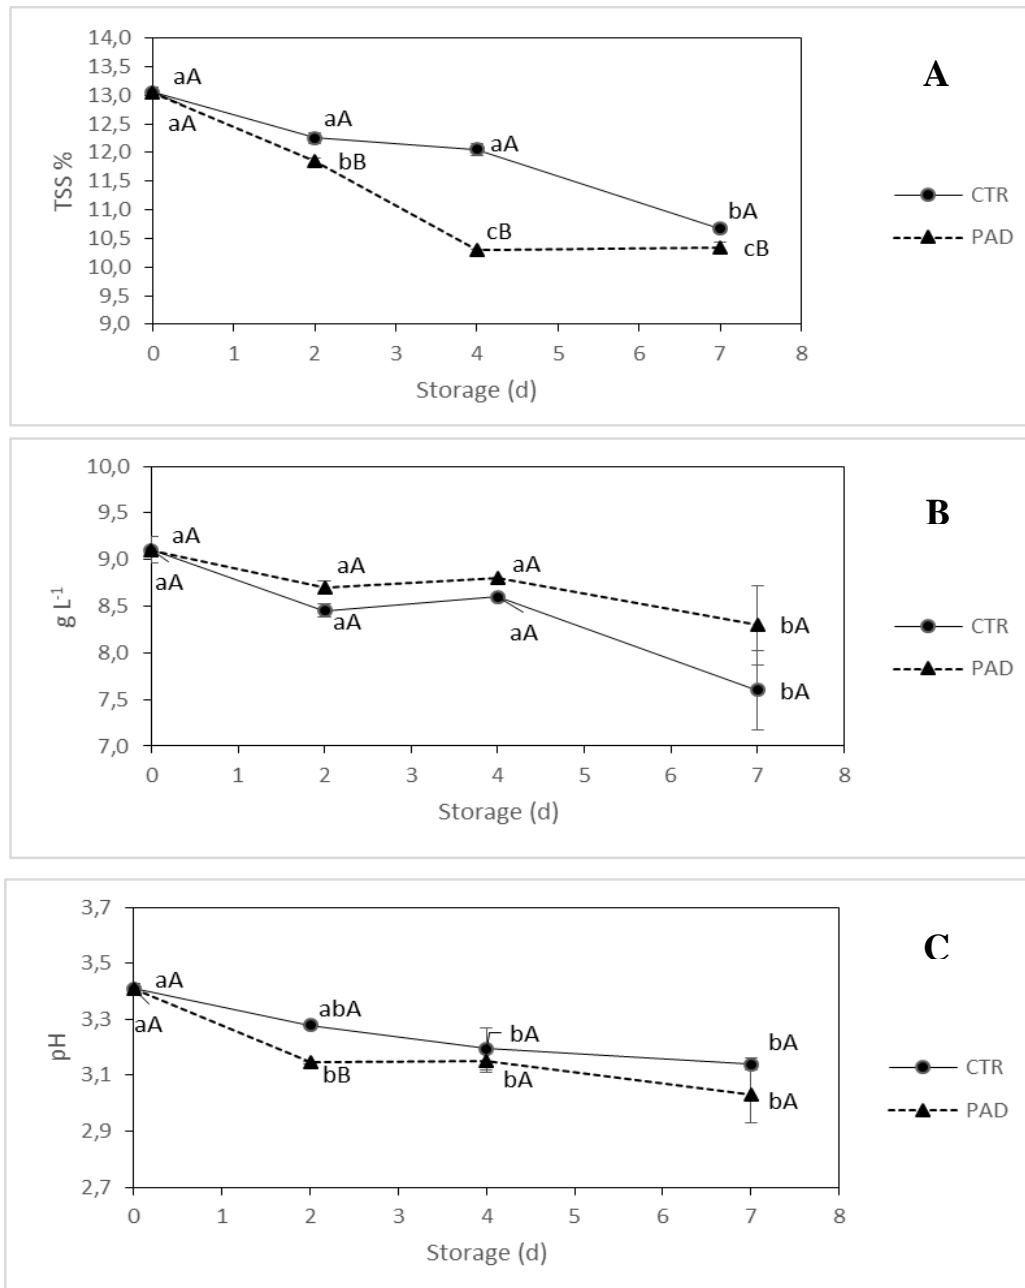 14,0
13,5
13,0
12,5
12,0
11,5
11,0
10,5
10,0
9,5
9,0
TSS %
aA
aA
aA
bB
aA
cB
bA
cB
A
CTR
PAD
0 1 2 3 4 5 6 7 8
Storage (d)
10,0
9,5
9,0
8,5
8,0
7,5
7,0
g L-1
aA
aA
aA
aA
aA
aA
bA
bA
B
CTR
PAD
0 1 2 3 4 5 6 7 8
Storage (d)
3,7
3,5
3,3
3,1
2,9
2,7
pH
aA
aA
abA
bB
bA
bA
bA
bA
C
CTR
PAD
0 1 2 3 4 5 6 7 8
Storage (d)